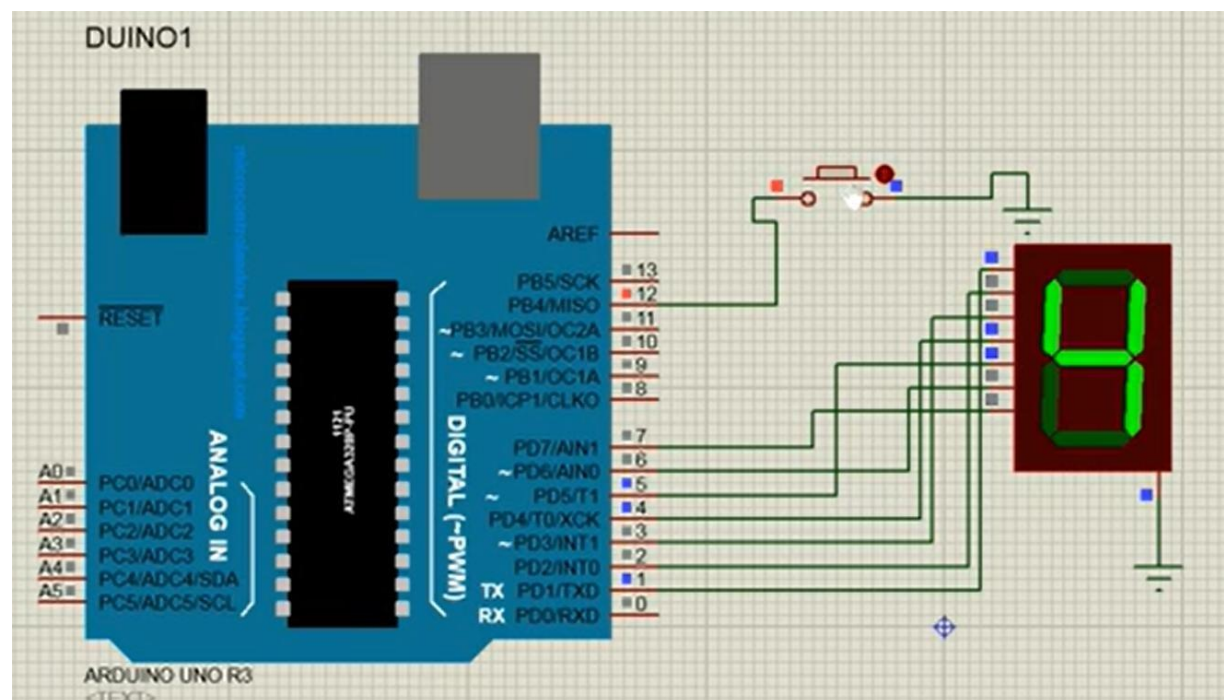 DUINO1
AREF
PB5/SCK 13
PB4/MISO 12
~PB3/MOSI/OC2A 11
~ PB2/SS/OC1B 10
~ PB1/OC1A 9
PB0/ICP1/CLKO 8
RESET
PD7/AIN1 7
~PD6/AIN0 6
~ PD5/T1 5
PD4/T0/XCK 4
~PD3/INT1 3
PD2/INT0 2
TX PD1/TXD 1
RX PD0/RXD 0
DIGITAL (~PWM)
ANALOG IN
A0 PC0/ADC0
A1 PC1/ADC1
A2 PC2/ADC2
A3 PC3/ADC3
A4 PC4/ADC4/SDA
A5 PC5/ADC5/SCL
1121
ARDUINO UNO R3
<TEXT>